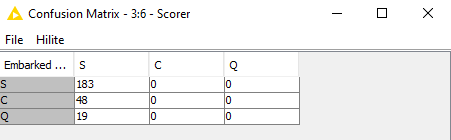 Confusion Matrix - 3:6 - Scorer
File Hilite
Embarked ... S C Q
S 183 0 0
C 48 0 0
Q 19 0 0